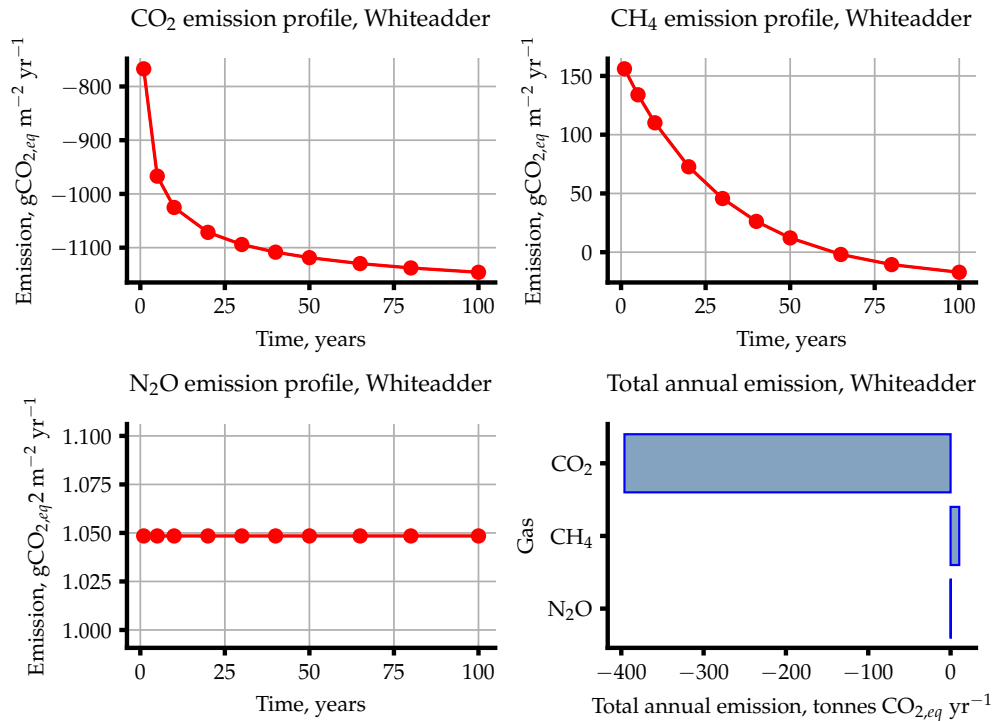 CO₂ emission profile, Whiteadder
Emission, gCO₂,eq m⁻² yr⁻¹
−800
−900
−1000
−1100
0 25 50 75 100
Time, years
CH₄ emission profile, Whiteadder
Emission, gCO₂,eq m⁻² yr⁻¹
150
100
50
0
0 25 50 75 100
Time, years
N₂O emission profile, Whiteadder
Emission, gCO₂,eq2 m⁻² yr⁻¹
1.100
1.075
1.050
1.025
1.000
0 25 50 75 100
Time, years
Total annual emission, Whiteadder
Gas
CO₂
CH₄
N₂O
−400 −300 −200 −100 0
Total annual emission, tonnes CO₂,eq yr⁻¹